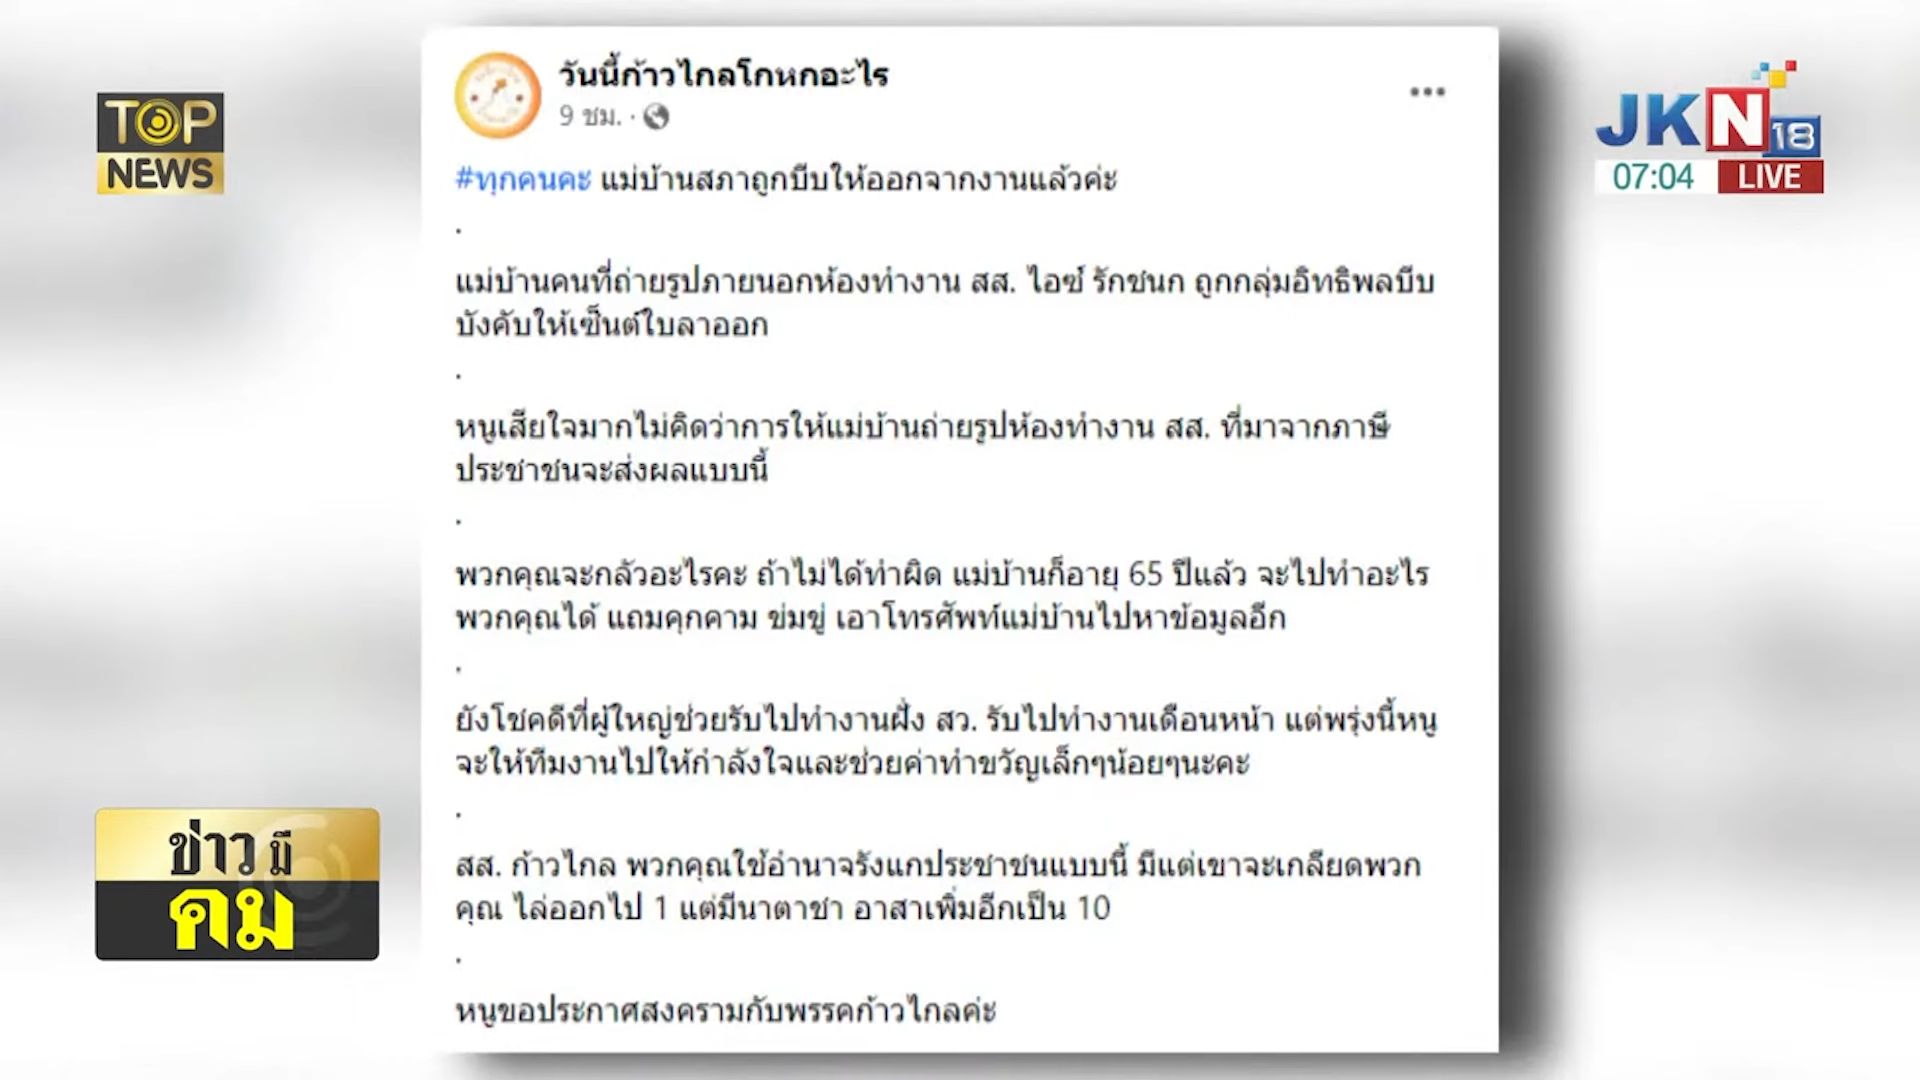 TOP
NEWS
JKN18
07:04 LIVE
วันนี้ก้าวไกลโกหกอะไร
9 ชม. ·
#ทุกคนคะ แม่บ้านสภาถูกบีบให้ออกจากงานแล้วค่ะ
.
แม่บ้านคนที่ถ่ายรูปภายนอกห้องทำงาน สส. ไอซ์ รักชนก ถูกกลุ่มอิทธิพลบีบ
บังคับให้เซ็นต์ใบลาออก
.
หนูเสียใจมากไม่คิดว่าการให้แม่บ้านถ่ายรูปห้องทำงาน สส. ที่มาจากภาษี
ประชาชนจะส่งผลแบบนี้
.
พวกคุณจะกลัวอะไรคะ ถ้าไม่ได้ทำผิด แม่บ้านก็อายุ 65 ปีแล้ว จะไปทำอะไร
พวกคุณได้ แถมคุกคาม ข่มขู่ เอาโทรศัพท์แม่บ้านไปหาข้อมูลอีก
.
ยังโชคดีที่ผู้ใหญ่ช่วยรับไปทำงานฝั่ง สว. รับไปทำงานเดือนหน้า แต่พรุ่งนี้หนู
จะให้ทีมงานไปให้กำลังใจและช่วยค่าทำขวัญเล็กๆน้อยๆนะคะ
.
สส. ก้าวไกล พวกคุณใช้อำนาจรังแกประชาชนแบบนี้ มีแต่เขาจะเกลียดพวก
คุณ ไล่ออกไป 1 แต่มีนาตาชา อาสาเพิ่มอีกเป็น 10
.
หนูขอประกาศสงครามกับพรรคก้าวไกลค่ะ
ข่าวมี
คม